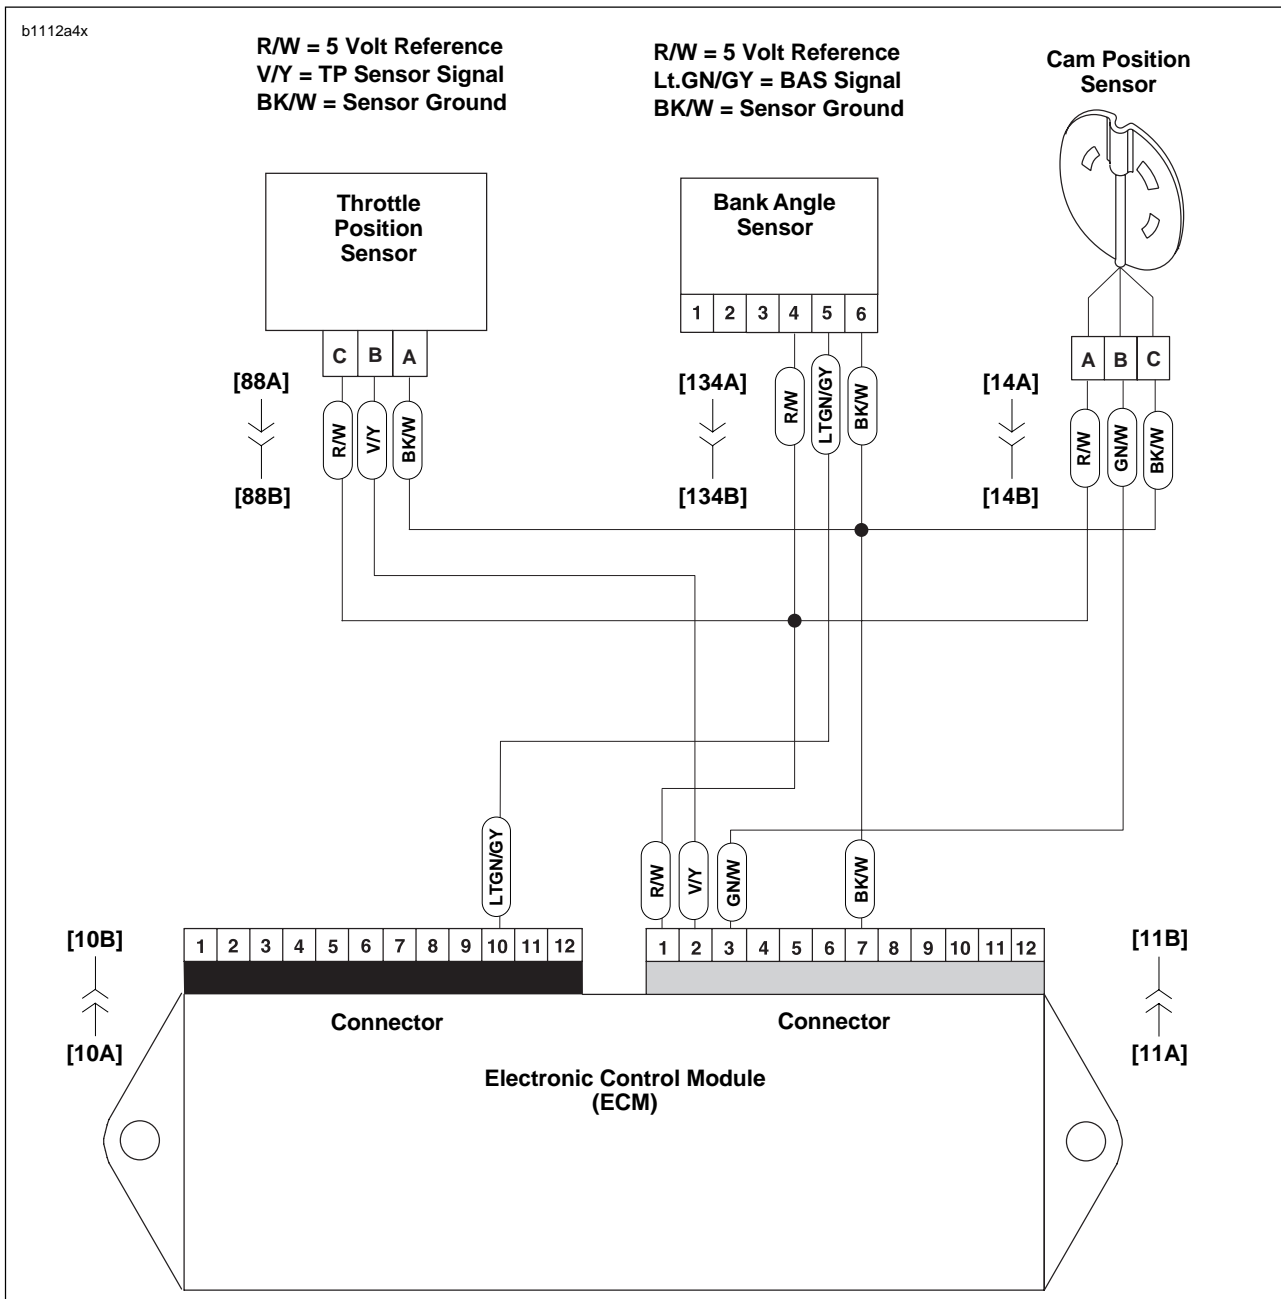 b1112a4x
R/W = 5 Volt Reference
V/Y = TP Sensor Signal
BK/W = Sensor Ground
R/W = 5 Volt Reference
Lt.GN/GY = BAS Signal
BK/W = Sensor Ground
Cam Position
Sensor
Throttle
Position
Sensor
C B A
Bank Angle
Sensor
1 2 3 4 5 6
A B C
[88A]
[88B]
R/W V/Y BK/W
[134A]
[134B]
R/W LTGN/GY BK/W
[14A]
[14B]
R/W GN/W BK/W
LTGN/GY
R/W V/Y GN/W BK/W
[10B]
[10A]
1 2 3 4 5 6 7 8 9 10 11 12
1 2 3 4 5 6 7 8 9 10 11 12
[11B]
[11A]
Connector
Connector
Electronic Control Module
(ECM)